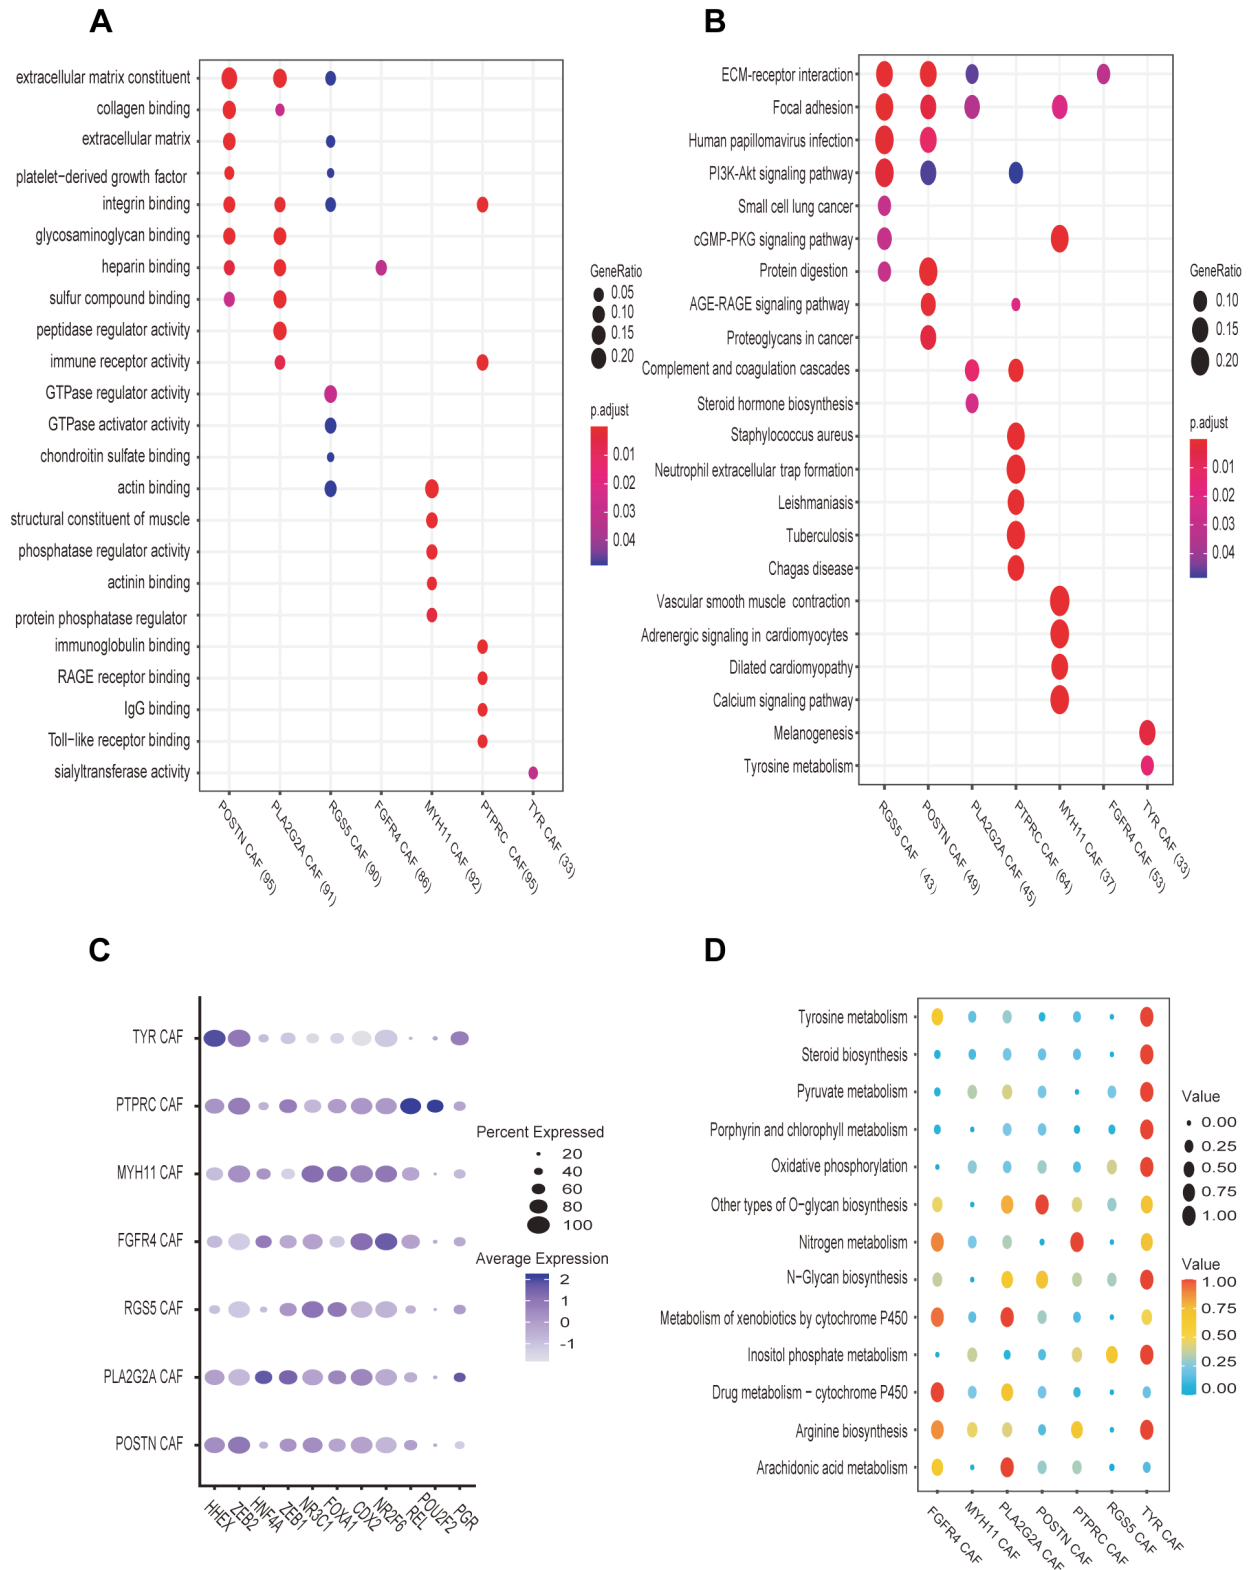 A
extracellular matrix constituent
collagen binding
extracellular matrix
platelet-derived growth factor
integrin binding
glycosaminoglycan binding
heparin binding
sulfur compound binding
peptidase regulator activity
immune receptor activity
GTPase regulator activity
GTPase activator activity
chondroitin sulfate binding
actin binding
structural constituent of muscle
phosphatase regulator activity
actinin binding
protein phosphatase regulator
immunoglobulin binding
RAGE receptor binding
IgG binding
Toll-like receptor binding
sialyltransferase activity
POSTN CAF (95)
PLA2G2A CAF (91)
RGS5 CAF (90)
FGFR4 CAF (86)
MYH11 CAF (92)
PTPRC CAF(95)
TYR CAF (33)
GeneRatio
0.05
0.10
0.15
0.20
p.adjust
0.01
0.02
0.03
0.04
B
ECM-receptor interaction
Focal adhesion
Human papillomavirus infection
PI3K-Akt signaling pathway
Small cell lung cancer
cGMP-PKG signaling pathway
Protein digestion
AGE-RAGE signaling pathway
Proteoglycans in cancer
Complement and coagulation cascades
Steroid hormone biosynthesis
Staphylococcus aureus
Neutrophil extracellular trap formation
Leishmaniasis
Tuberculosis
Chagas disease
Vascular smooth muscle contraction
Adrenergic signaling in cardiomyocytes
Dilated cardiomyopathy
Calcium signaling pathway
Melanogenesis
Tyrosine metabolism
RGS5 CAF (43)
POSTN CAF (49)
PLA2G2A CAF (45)
PTPRC CAF (64)
MYH11 CAF (37)
FGFR4 CAF (53)
TYR CAF (33)
GeneRatio
0.10
0.15
0.20
p.adjust
0.01
0.02
0.03
0.04
C
TYR CAF
PTPRC CAF
MYH11 CAF
FGFR4 CAF
RGS5 CAF
PLA2G2A CAF
POSTN CAF
HHEX
ZEB2
HNF4A
ZEB1
NR3C1
FOXA1
CDX2
NR2F6
REL
POU2F2
PGR
Percent Expressed
20
40
60
80
100
Average Expression
2
1
0
-1
D
Tyrosine metabolism
Steroid biosynthesis
Pyruvate metabolism
Porphyrin and chlorophyll metabolism
Oxidative phosphorylation
Other types of O-glycan biosynthesis
Nitrogen metabolism
N-Glycan biosynthesis
Metabolism of xenobiotics by cytochrome P450
Inositol phosphate metabolism
Drug metabolism - cytochrome P450
Arginine biosynthesis
Arachidonic acid metabolism
FGFR4 CAF
MYH11 CAF
PLA2G2A CAF
POSTN CAF
PTPRC CAF
RGS5 CAF
TYR CAF
Value
0.00
0.25
0.50
0.75
1.00
Value
1.00
0.75
0.50
0.25
0.00